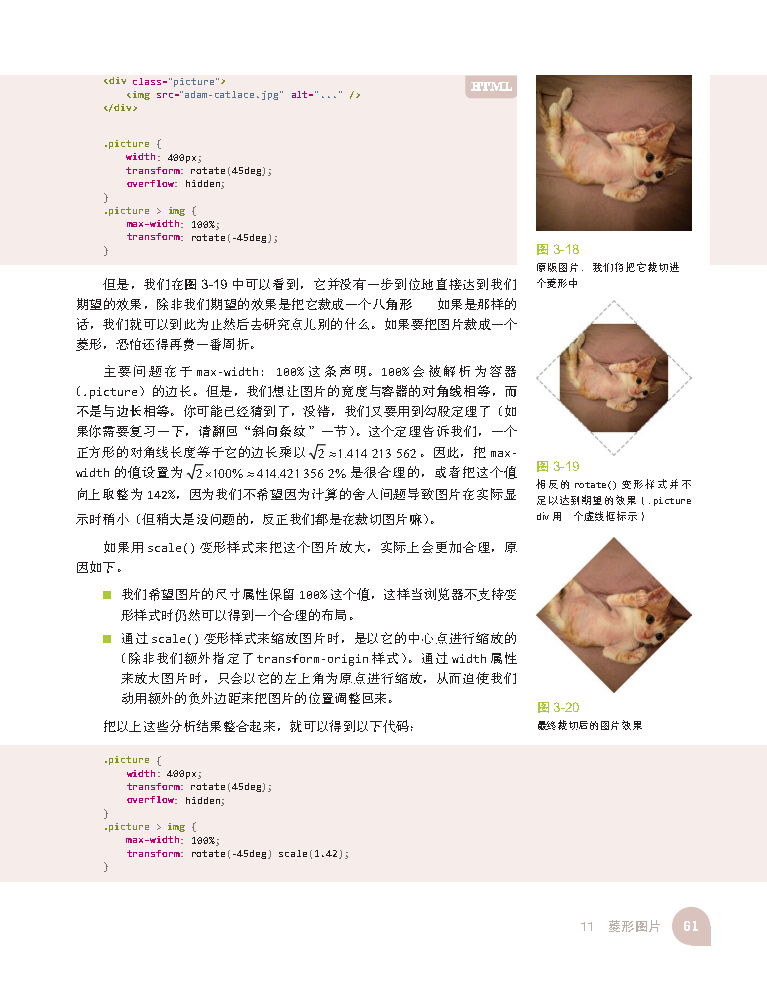 <div class="picture">
<img src="adam-catlace.jpg" alt="..." />
</div>
HTML
.picture {
width: 400px;
transform: rotate(45deg);
overflow: hidden;
}
.picture > img {
max-width: 100%;
transform: rotate(-45deg);
}
图 3-18
原版图片，我们将把它裁切进
个菱形中
但是，我们在图 3-19 中可以看到，它并没有一步到位地直接达到我们
期望的效果，除非我们期望的效果是把它裁成一个八角形 如果是那样的
话，我们就可以到此为止然后去研究点儿别的什么。如果要把图片裁成一个
菱形，恐怕还得再费一番周折。
主要问题在于 max-width: 100% 这条声明。100% 会被解析为容器
（.picture）的边长。但是，我们想让图片的宽度与容器的对角线相等，而
不是与边长相等。你可能已经猜到了，没错，我们又要用到勾股定理了（如
果你需要复习一下，请翻回“斜向条纹”一节）。这个定理告诉我们，一个
正方形的对角线长度等于它的边长乘以 √2 ≈1.414 213 562。因此，把 max-
width 的值设置为 √2 ×100% ≈ 414.421 356 2% 是很合理的，或者把这个值
向上取整为 142%，因为我们不希望因为计算的舍入问题导致图片在实际显
示时稍小（但稍大是没问题的，反正我们都是在裁切图片嘛）。
图 3-19
相反的 rotate() 变形样式并不
足以达到期望的效果（.picture
div 用 个虚线框标示）
如果用 scale() 变形样式来把这个图片放大，实际上会更加合理，原
因如下。
■ 我们希望图片的尺寸属性保留 100% 这个值，这样当浏览器不支持变
形样式时仍然可以得到一个合理的布局。
■ 通过 scale() 变形样式来缩放图片时，是以它的中心点进行缩放的
（除非我们额外指定了 transform-origin 样式）。通过 width 属性
来放大图片时，只会以它的左上角为原点进行缩放，从而迫使我们
动用额外的负外边距来把图片的位置调整回来。
把以上这些分析结果整合起来，就可以得到以下代码：
图 3-20
最终裁切后的图片效果
.picture {
width: 400px;
transform: rotate(45deg);
overflow: hidden;
}
.picture > img {
max-width: 100%;
transform: rotate(-45deg) scale(1.42);
}
11 菱形图片 61